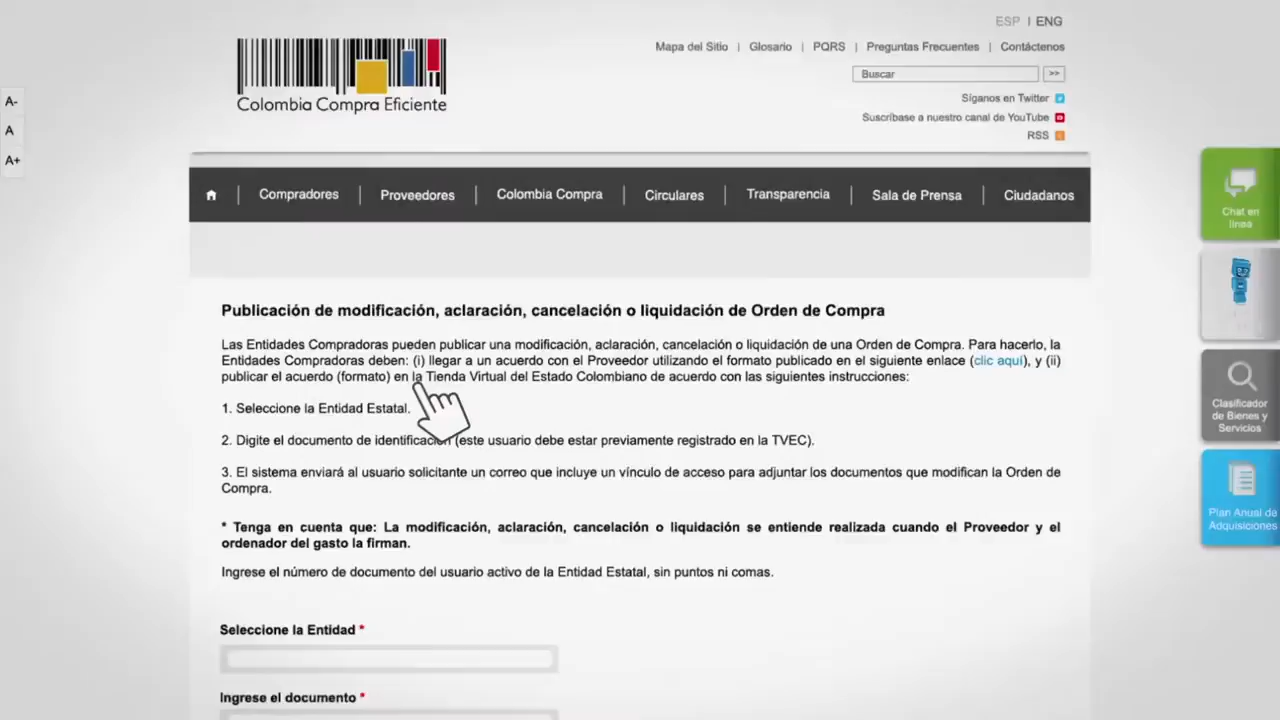 ESP | ENG
Mapa del Sitio | Glosario | PQRS | Preguntas Frecuentes | Contáctenos
Buscar >>
Síganos en Twitter
Suscríbase a nuestro canal de YouTube
RSS
Colombia Compra Eficiente
A-
A
A+
Compradores | Proveedores | Colombia Compra | Circulares | Transparencia | Sala de Prensa | Ciudadanos
Chat en
línea
Clasificador
de Bienes y
Servicios
Plan Anual de
Adquisiciones
Publicación de modificación, aclaración, cancelación o liquidación de Orden de Compra
Las Entidades Compradoras pueden publicar una modificación, aclaración, cancelación o liquidación de una Orden de Compra. Para hacerlo, la
Entidades Compradoras deben: (i) llegar a un acuerdo con el Proveedor utilizando el formato publicado en el siguiente enlace (clic aquí), y (ii)
publicar el acuerdo (formato) en la Tienda Virtual del Estado Colombiano de acuerdo con las siguientes instrucciones:
1. Seleccione la Entidad Estatal.
2. Digite el documento de identificación (este usuario debe estar previamente registrado en la TVEC).
3. El sistema enviará al usuario solicitante un correo que incluye un vínculo de acceso para adjuntar los documentos que modifican la Orden de
Compra.
* Tenga en cuenta que: La modificación, aclaración, cancelación o liquidación se entiende realizada cuando el Proveedor y el
ordenador del gasto la firman.
Ingrese el número de documento del usuario activo de la Entidad Estatal, sin puntos ni comas.
Seleccione la Entidad *
Ingrese el documento *